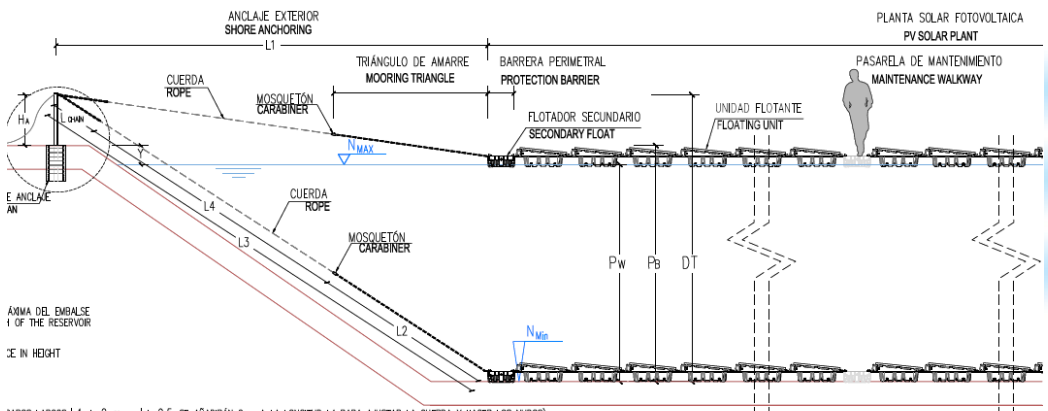 ANCLAJE EXTERIOR
SHORE ANCHORING
L1
PLANTA SOLAR FOTOVOLTAICA
PV SOLAR PLANT
TRIÁNGULO DE AMARRE
MOORING TRIANGLE
BARRERA PERIMETRAL
PROTECTION BARRIER
PASARELA DE MANTENIMIENTO
MAINTENANCE WALKWAY
CUERDA
ROPE
MOSQUETÓN
CARABINER
FLOTADOR SECUNDARIO
SECONDARY FLOAT
UNIDAD FLOTANTE
FLOATING UNIT
HA
L CHAIN
Y
NMAX
E ANCLAJE
AN
CUERDA
ROPE
L4
L3
MOSQUETÓN
CARABINER
PW
PB
DT
L2
NMín
ÁXIMA DEL EMBALSE
H OF THE RESERVOIR
CE IN HEIGHT